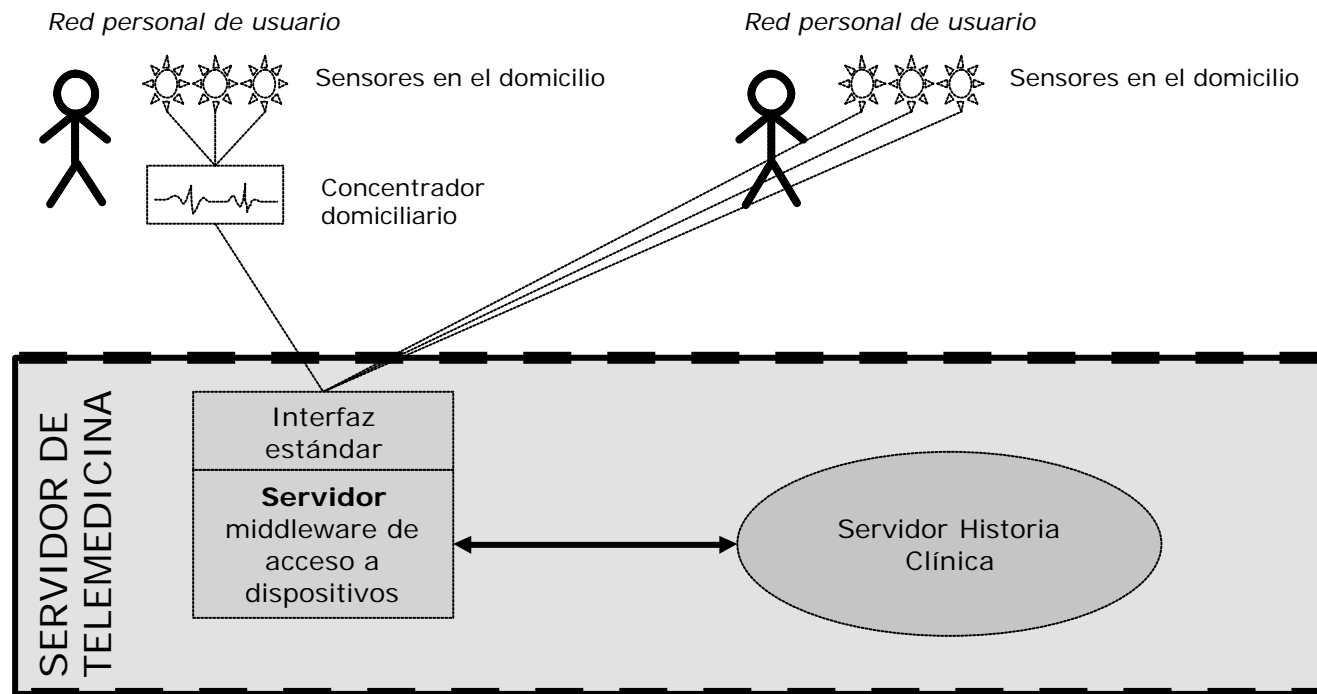 Red personal de usuario
Red personal de usuario
Sensores en el domicilio
Sensores en el domicilio
Concentrador
domiciliario
SERVIDOR DE
TELEMEDICINA
Interfaz
estándar
Servidor
middleware de
acceso a
dispositivos
Servidor Historia
Clínica